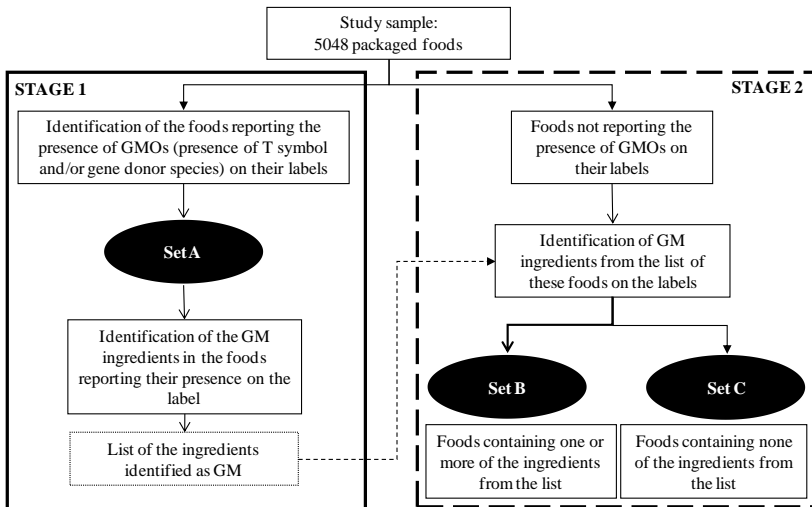 Study sample:
5048 packaged foods
STAGE 1
Identification of the foods reporting the
presence of GMOs (presence of T symbol
and/or gene donor species) on their labels
Set A
Identification of the GM
ingredients in the foods
reporting their presence on the
label
List of the ingredients
identified as GM
STAGE 2
Foods not reporting the
presence of GMOs on
their labels
Identification of GM
ingredients from the list of
these foods on the labels
Set B
Foods containing one or
more of the ingredients
from the list
Set C
Foods containing none
of the ingredients from
the list